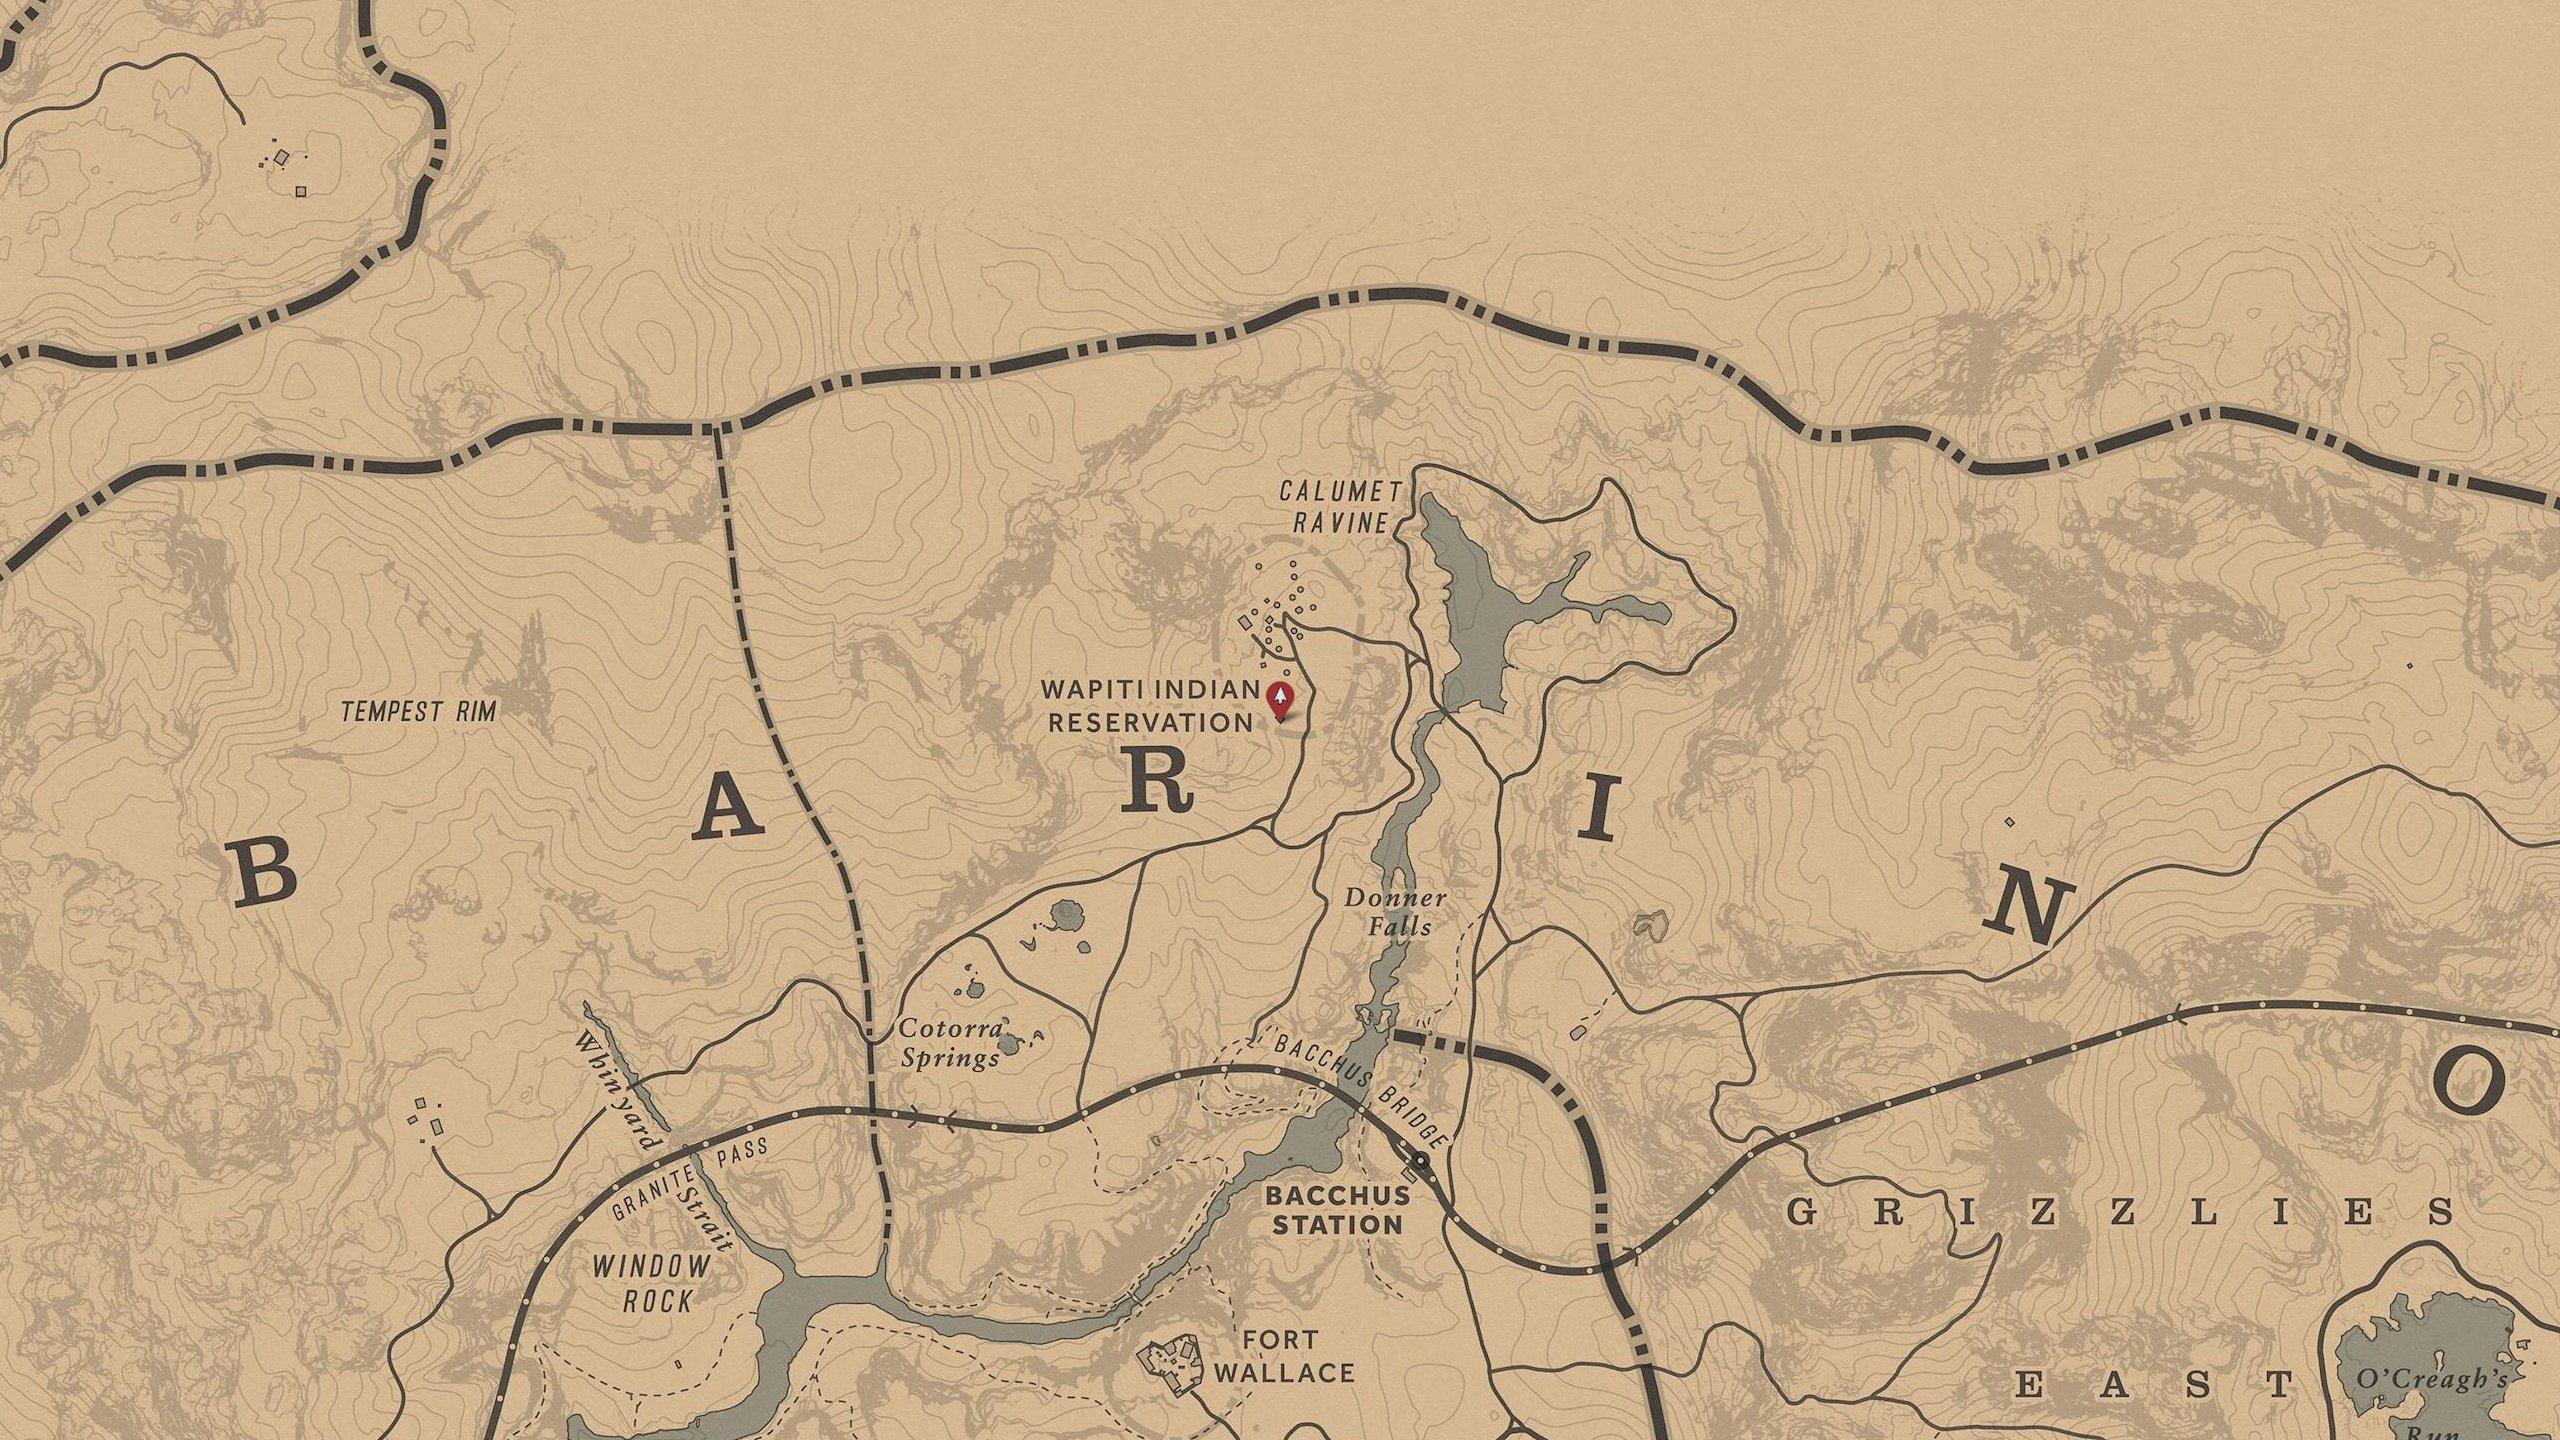 CALUMET
RAVINE
WAPITI INDIAN
RESERVATION
TEMPEST RIM
B A R I N O
Donner
Falls
Cotorra
Springs
Whinyard
Strait
BACCHUS BRIDGE
GRANITE PASS
BACCHUS
STATION
WINDOW
ROCK
GRIZZLIES
EAST
FORT
WALLACE
O'Creagh's
Run